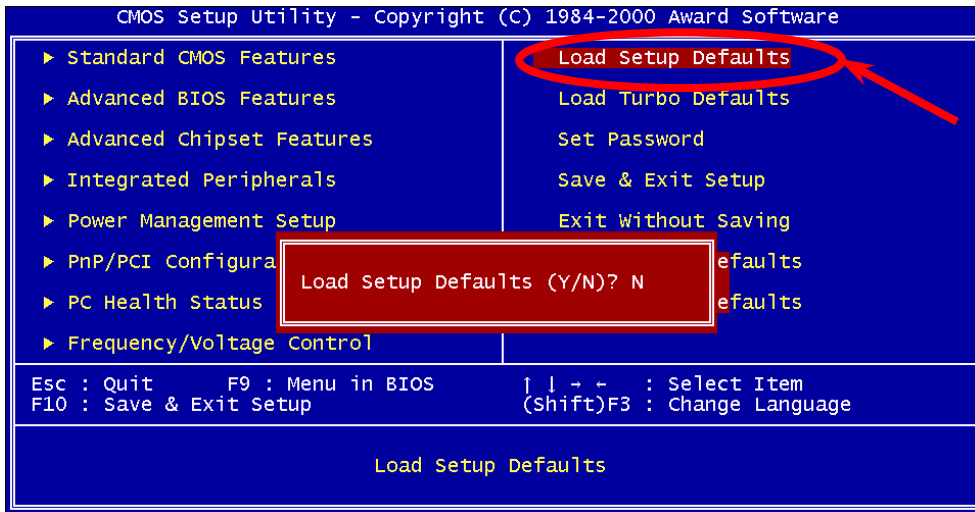 CMOS Setup Utility - Copyright (C) 1984-2000 Award Software
▶ Standard CMOS Features
▶ Advanced BIOS Features
▶ Advanced Chipset Features
▶ Integrated Peripherals
▶ Power Management Setup
▶ PnP/PCI Configura
▶ PC Health Status
▶ Frequency/Voltage Control
Load Setup Defaults
Load Turbo Defaults
Set Password
Save & Exit Setup
Exit Without Saving
efaults
efaults
Load Setup Defaults (Y/N)? N
Esc : Quit F9 : Menu in BIOS ↑ ↓ → ← : Select Item
F10 : Save & Exit Setup (Shift)F3 : Change Language
Load Setup Defaults